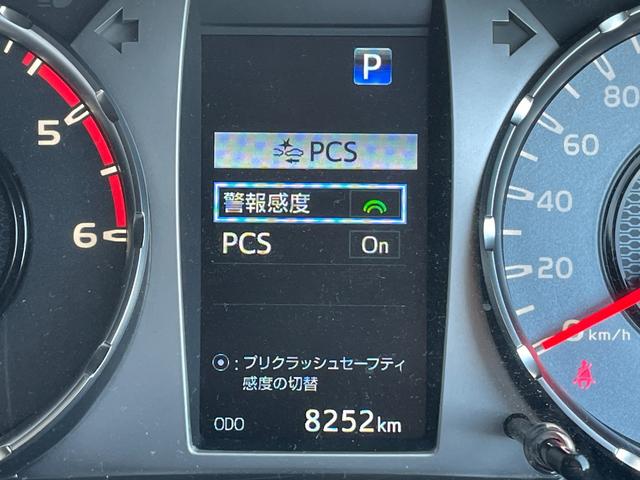 P
PCS
警報感度
PCS On
: プリクラッシュセーフティ
感度の切替
ODO 8252km
5
6
80
60
40
20
0 km/h